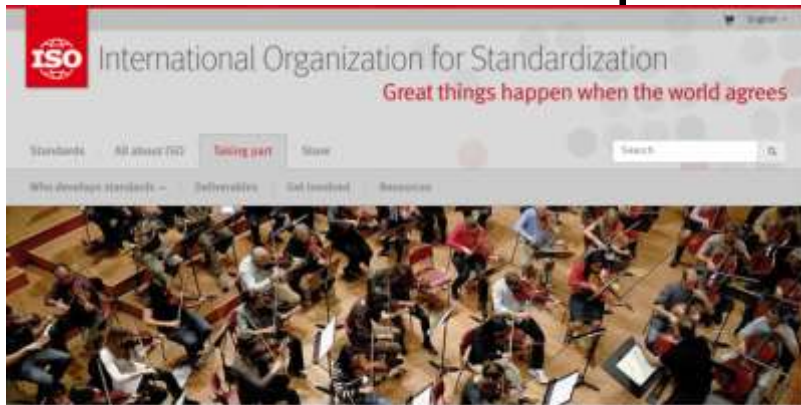 English
ISO
International Organization for Standardization
Great things happen when the world agrees
Standards All about ISO Taking part Store
Search
Who develops standards Deliverables Get involved Resources